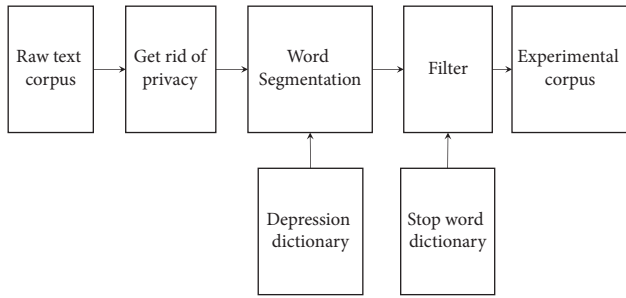 Raw text
corpus
Get rid of
privacy
Word
Segmentation
Filter
Experimental
corpus
Depression
dictionary
Stop word
dictionary